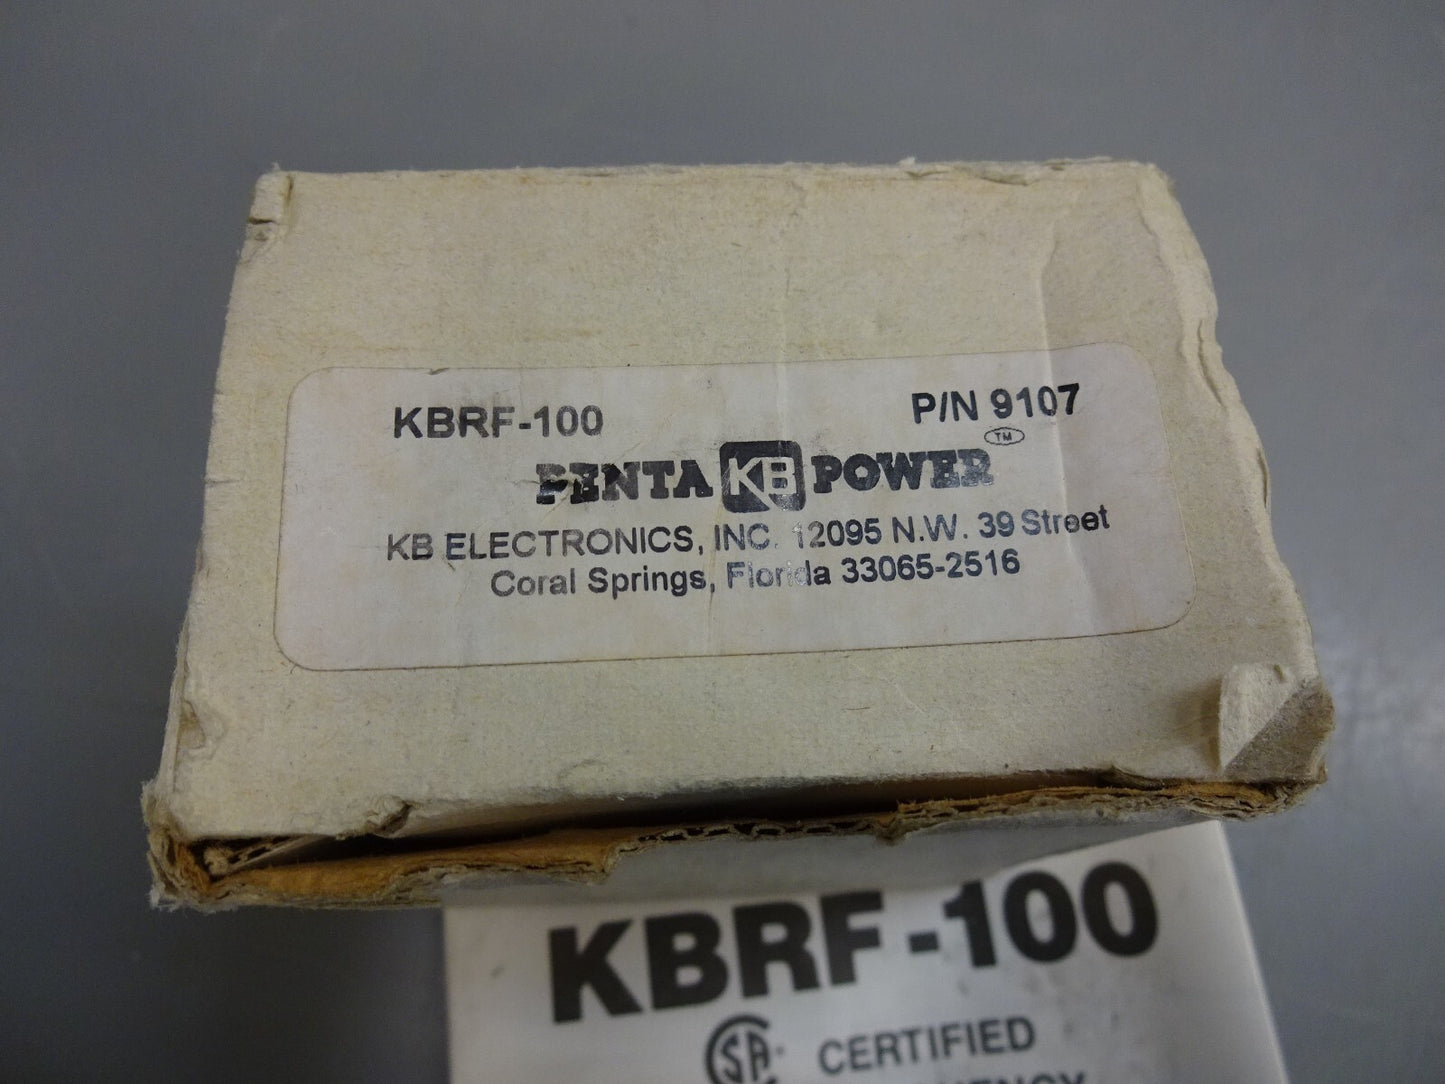 KBRF-100 P/N 9107
PENTA KB POWER TM
KB ELECTRONICS, INC. 12095 N.W. 39 Street
Coral Springs, Florida 33065-2516
KBRF-100
SA CERTIFIED